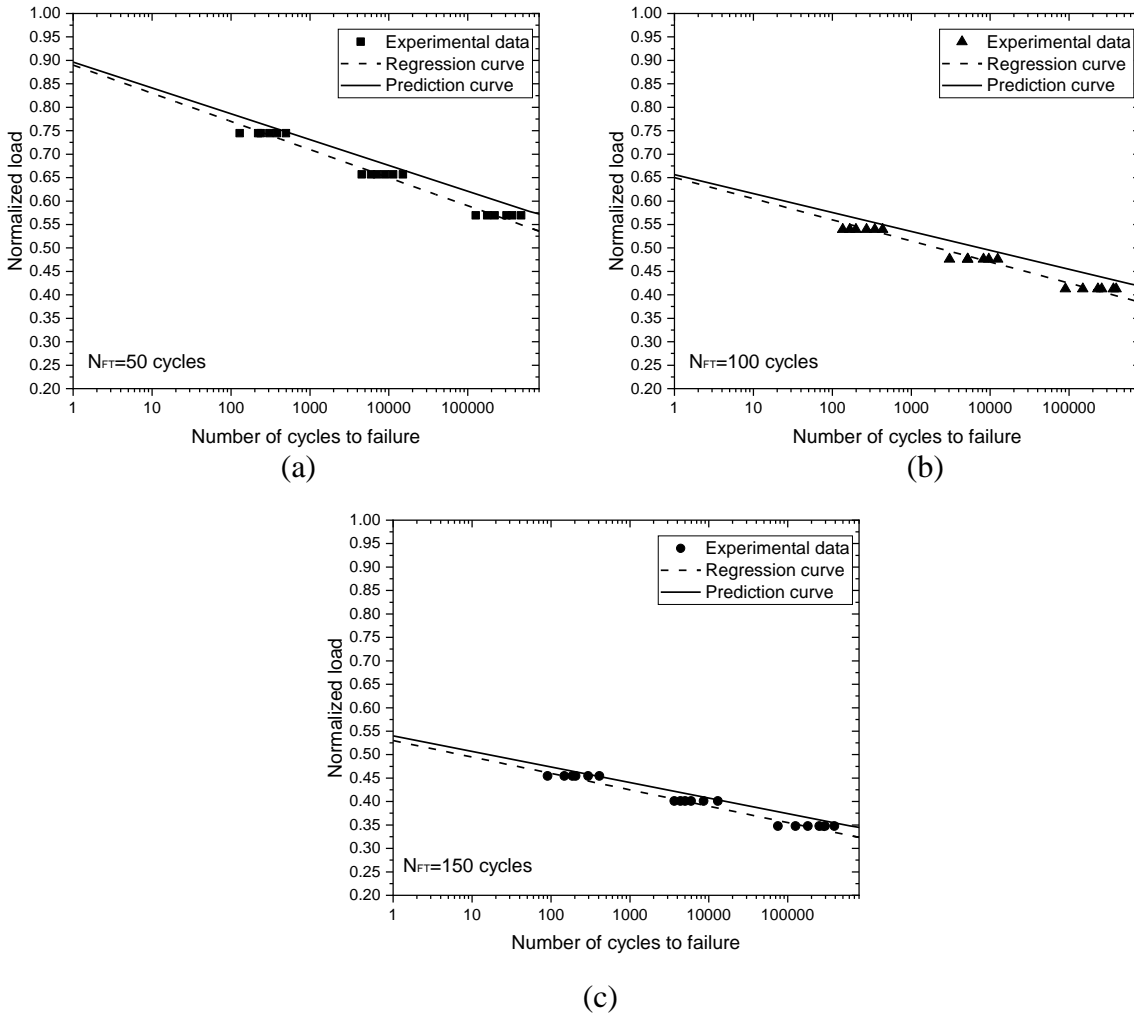 1.00
0.95
0.90
0.85
0.80
0.75
0.70
0.65
0.60
0.55
0.50
0.45
0.40
0.35
0.30
0.25
0.20
Normalized load
Experimental data
Regression curve
Prediction curve
NFT=50 cycles
1 10 100 1000 10000 100000
Number of cycles to failure
(a)
1.00
0.95
0.90
0.85
0.80
0.75
0.70
0.65
0.60
0.55
0.50
0.45
0.40
0.35
0.30
0.25
0.20
Normalized load
Experimental data
Regression curve
Prediction curve
NFT=100 cycles
1 10 100 1000 10000 100000
Number of cycles to failure
(b)
1.00
0.95
0.90
0.85
0.80
0.75
0.70
0.65
0.60
0.55
0.50
0.45
0.40
0.35
0.30
0.25
0.20
Normalized load
Experimental data
Regression curve
Prediction curve
NFT=150 cycles
1 10 100 1000 10000 100000
Number of cycles to failure
(c)